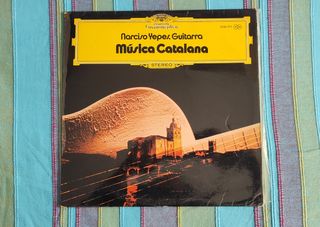 Narciso Yepes, Guitarra
Música Catalana
STEREO